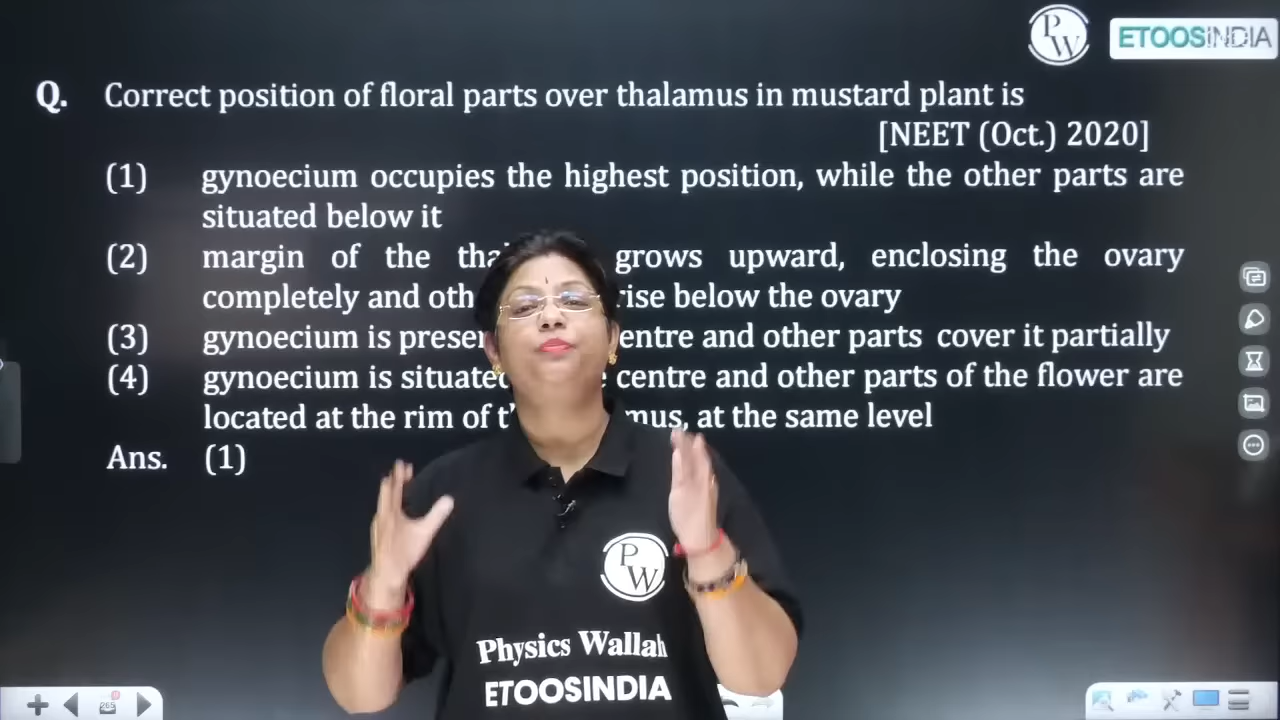 PW
ETOOSINDIA
Q. Correct position of floral parts over thalamus in mustard plant is
[NEET (Oct.) 2020]
(1) gynoecium occupies the highest position, while the other parts are
situated below it
(2) margin of the grows upward, enclosing the ovary
completely and below the ovary
(3) gynoecium is and other parts cover it partially
(4) gynoecium is centre and other parts of the flower are
located at the rim of at the same level
Ans. (1)
PW
Physics Wallah
ETOOSINDIA
265